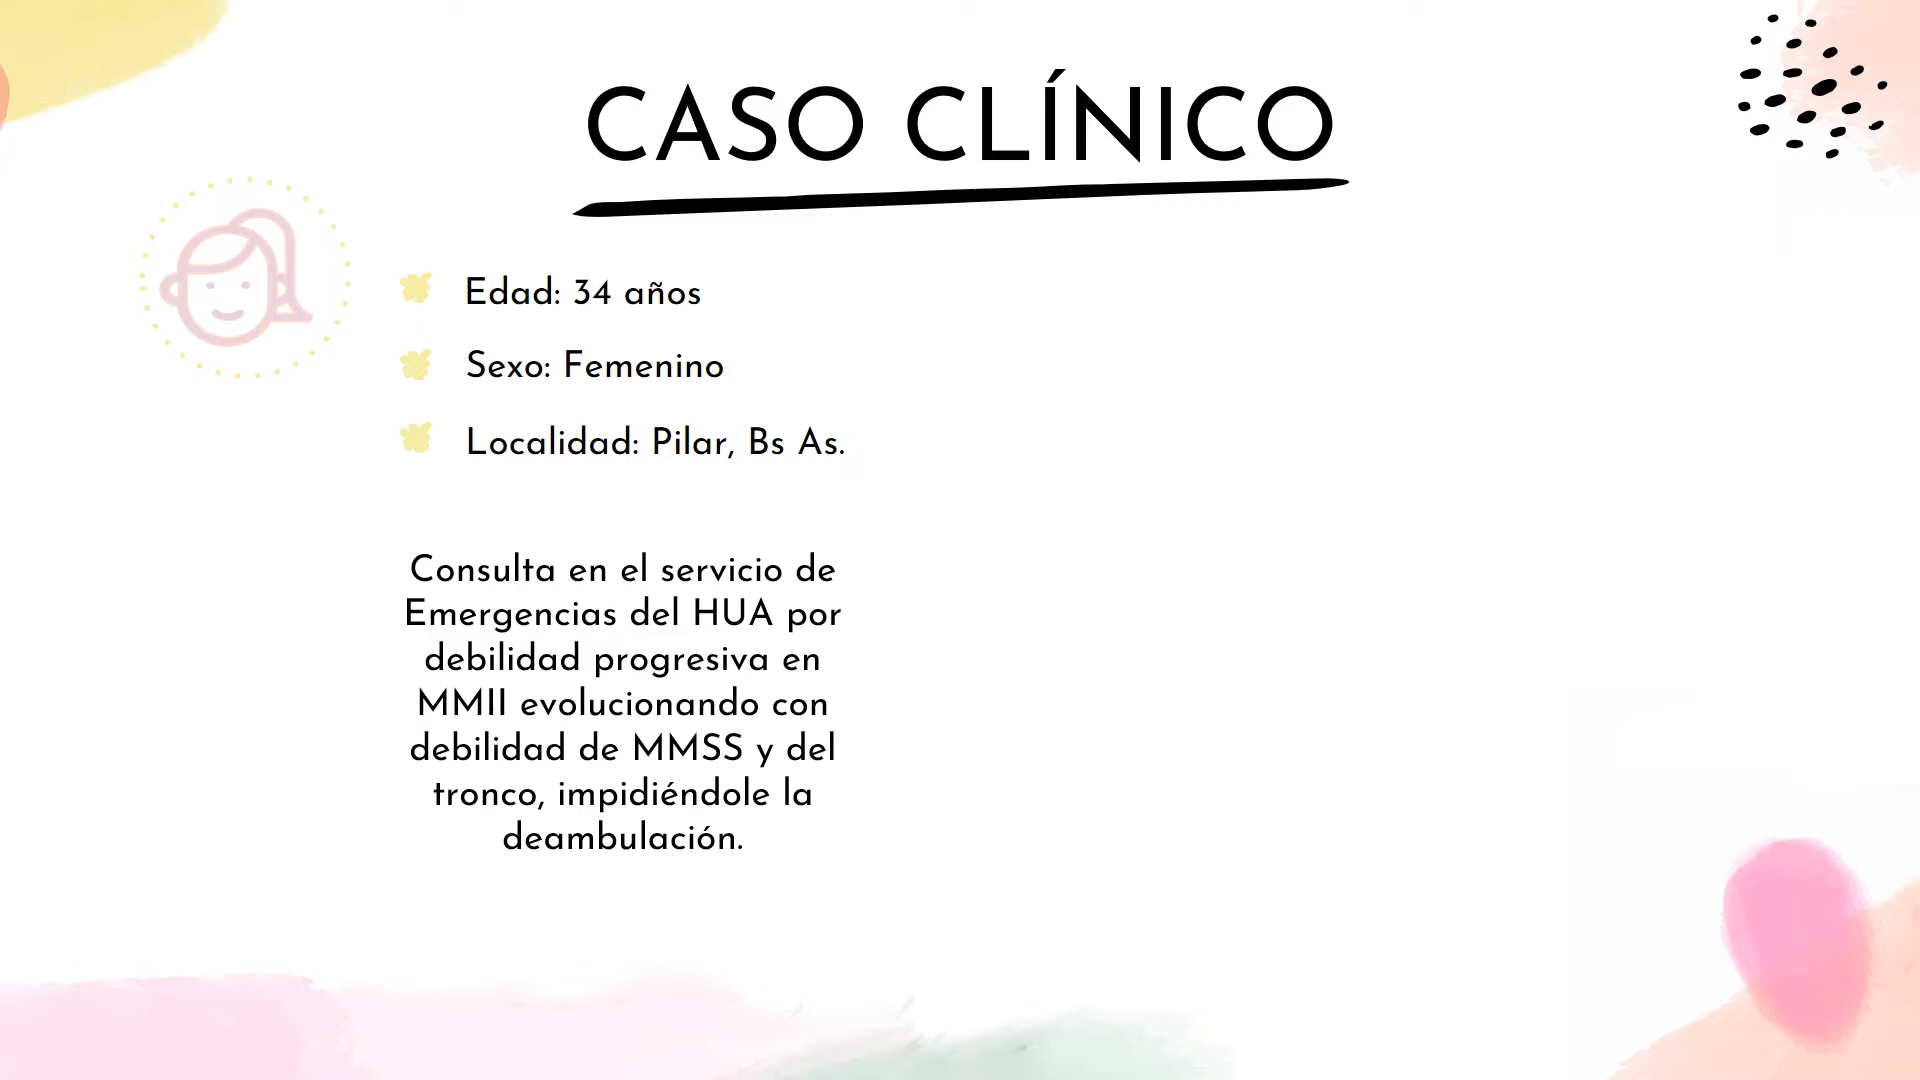 CASO CLÍNICO
Edad: 34 años
Sexo: Femenino
Localidad: Pilar, Bs As.
Consulta en el servicio de
Emergencias del HUA por
debilidad progresiva en
MMII evolucionando con
debilidad de MMSS y del
tronco, impidiéndole la
deambulación.